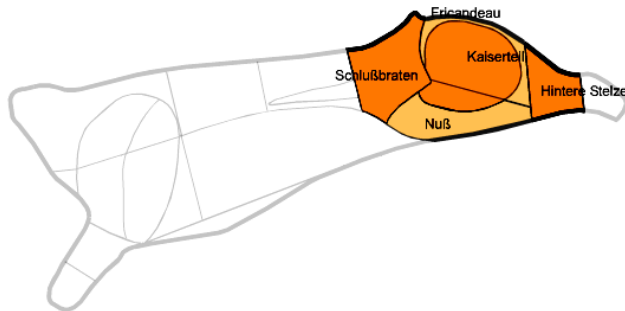 Fricandeau
Kaiserteil
Schlußbraten
Hintere Stelze
Nuß